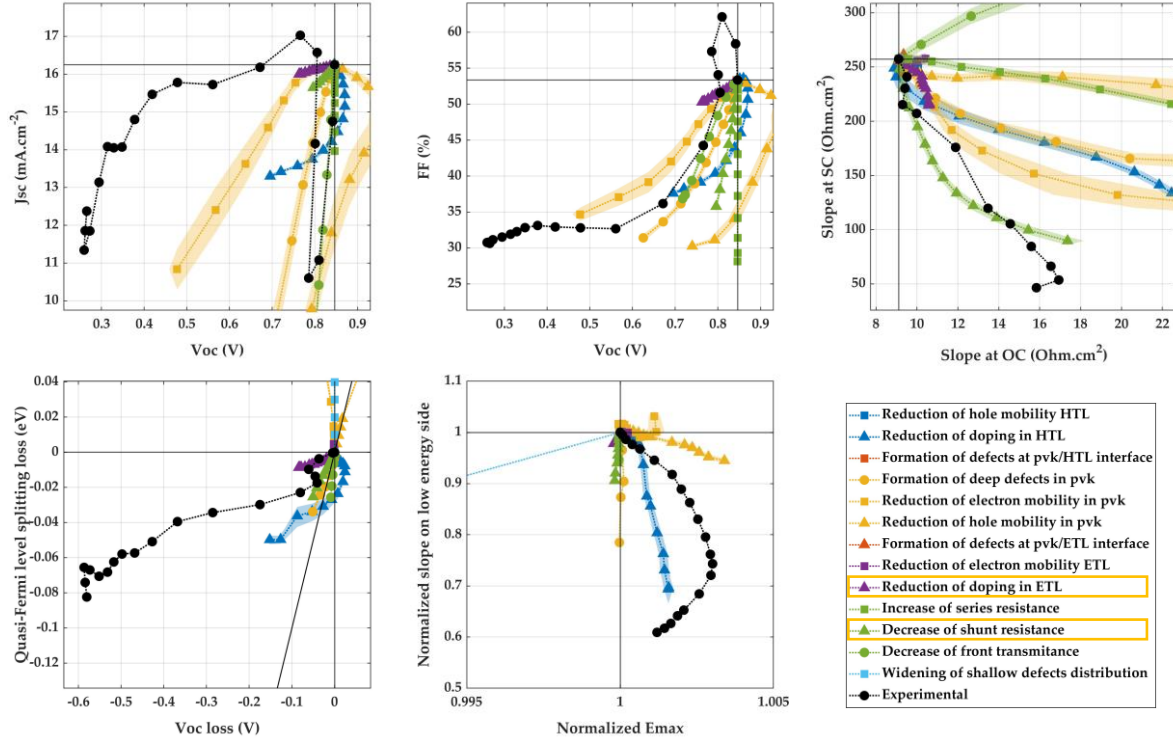 17
16
15
14
13
12
11
10
0.3
0.4
0.5
0.6
0.7
0.8
0.9
Jsc (mA.cm-2)
Voc (V)
60
55
50
45
40
35
30
25
0.3
0.4
0.5
0.6
0.7
0.8
0.9
FF (%)
Voc (V)
300
250
200
150
100
50
8
10
12
14
16
18
20
22
Slope at SC (Ohm.cm2)
Slope at OC (Ohm.cm2)
0.04
0.02
0
-0.02
-0.04
-0.06
-0.08
-0.1
-0.12
-0.6
-0.5
-0.4
-0.3
-0.2
-0.1
0
Quasi-Fermi level splitting loss (eV)
Voc loss (V)
1.1
1
0.9
0.8
0.7
0.6
0.5
0.995
1
1.005
Normalized slope on low energy side
Normalized Emax
Reduction of hole mobility HTL
Reduction of doping in HTL
Formation of defects at pvk/HTL interface
Formation of deep defects in pvk
Reduction of electron mobility in pvk
Reduction of hole mobility in pvk
Formation of defects at pvk/ETL interface
Reduction of electron mobility ETL
Reduction of doping in ETL
Increase of series resistance
Decrease of shunt resistance
Decrease of front transmitance
Widening of shallow defects distribution
Experimental